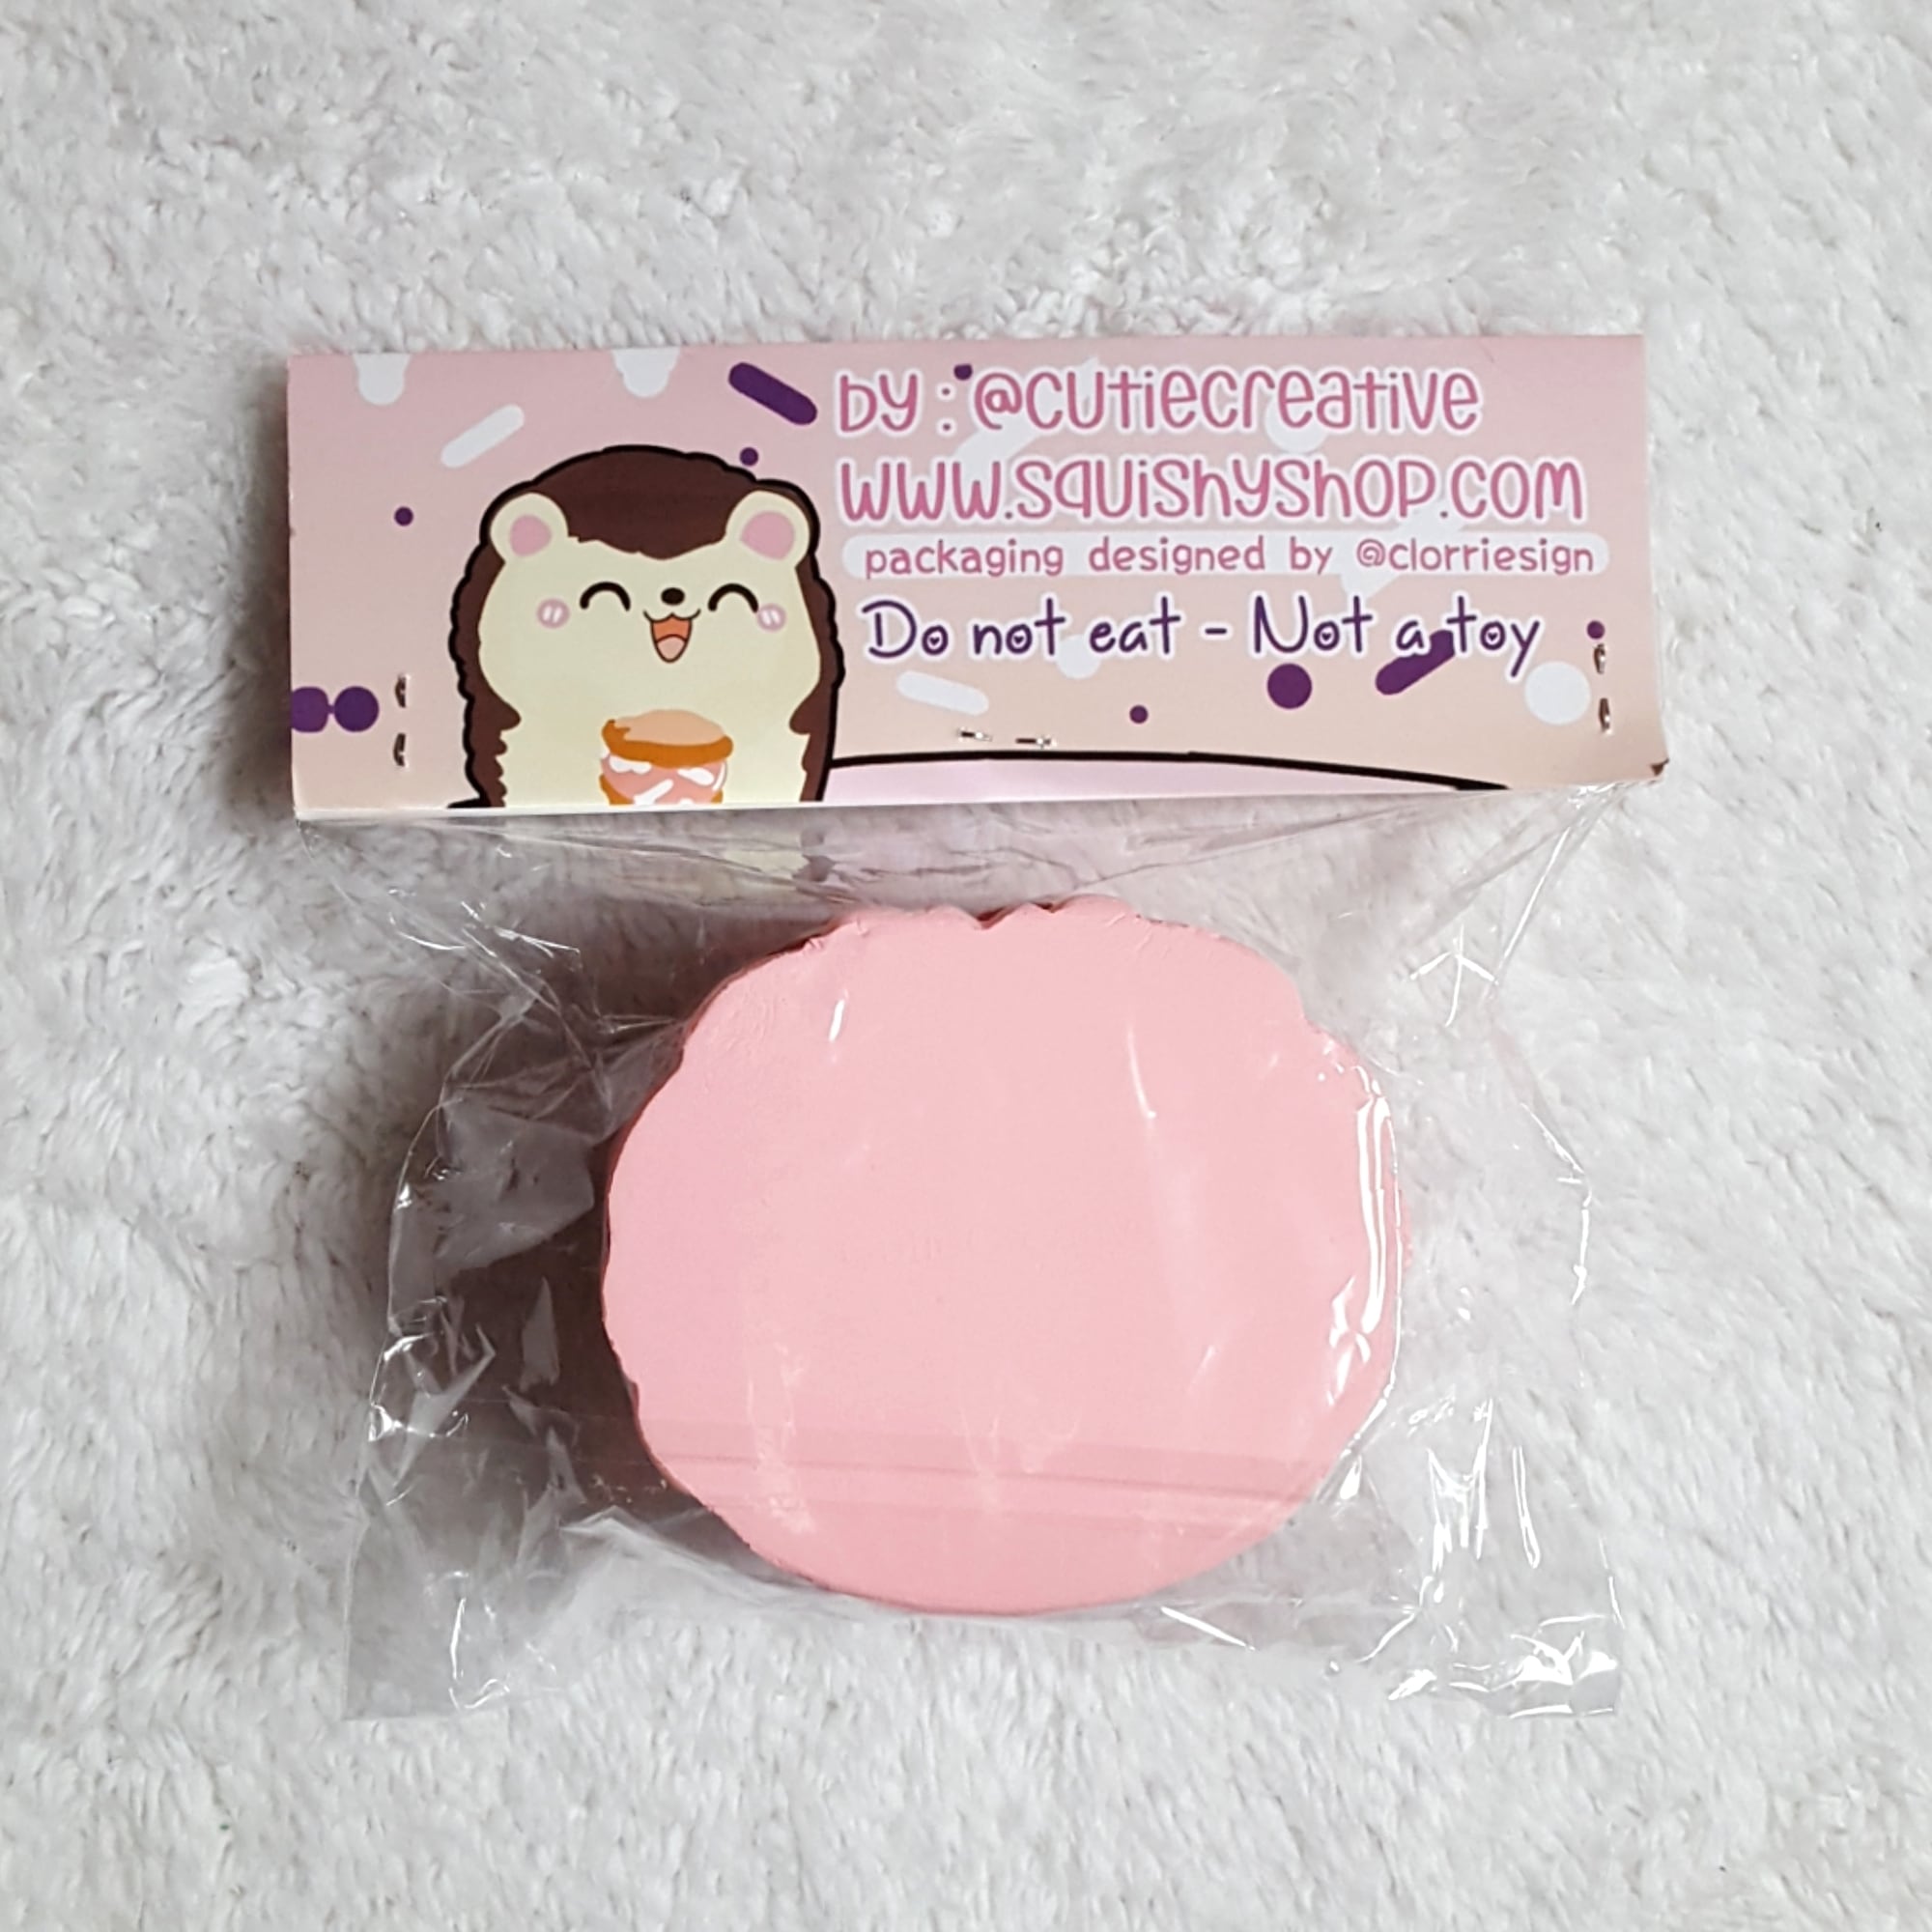 by : @cutiecreative
www.squishyshop.com
packaging designed by @clorriesign
Do not eat - Not a toy